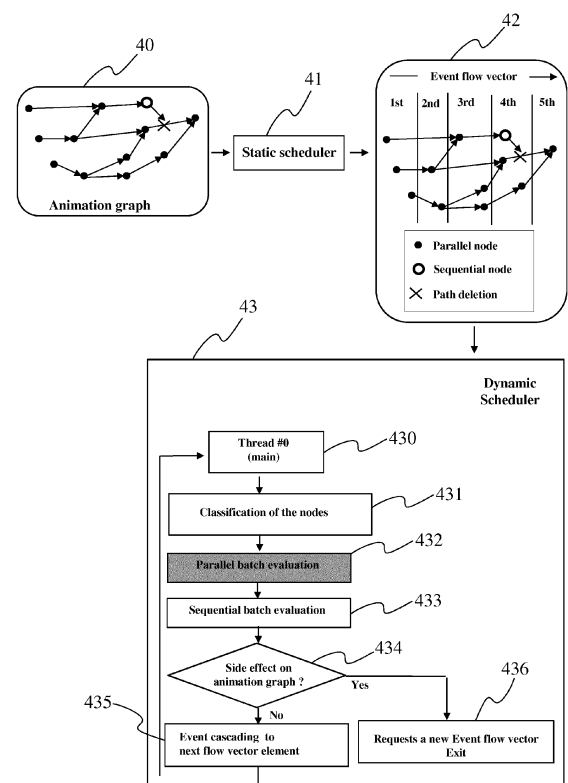 40
Animation graph
41
Static scheduler
42
Event flow vector
1st 2nd 3rd 4th 5th
Parallel node
Sequential node
Path deletion
43
Dynamic
Scheduler
Thread #0
(main)
430
Classification of the nodes
431
Parallel batch evaluation
432
Sequential batch evaluation
433
Side effect on
animation graph ?
434
Yes
No
435
Event cascading to
next flow vector element
436
Requests a new Event flow vector
Exit